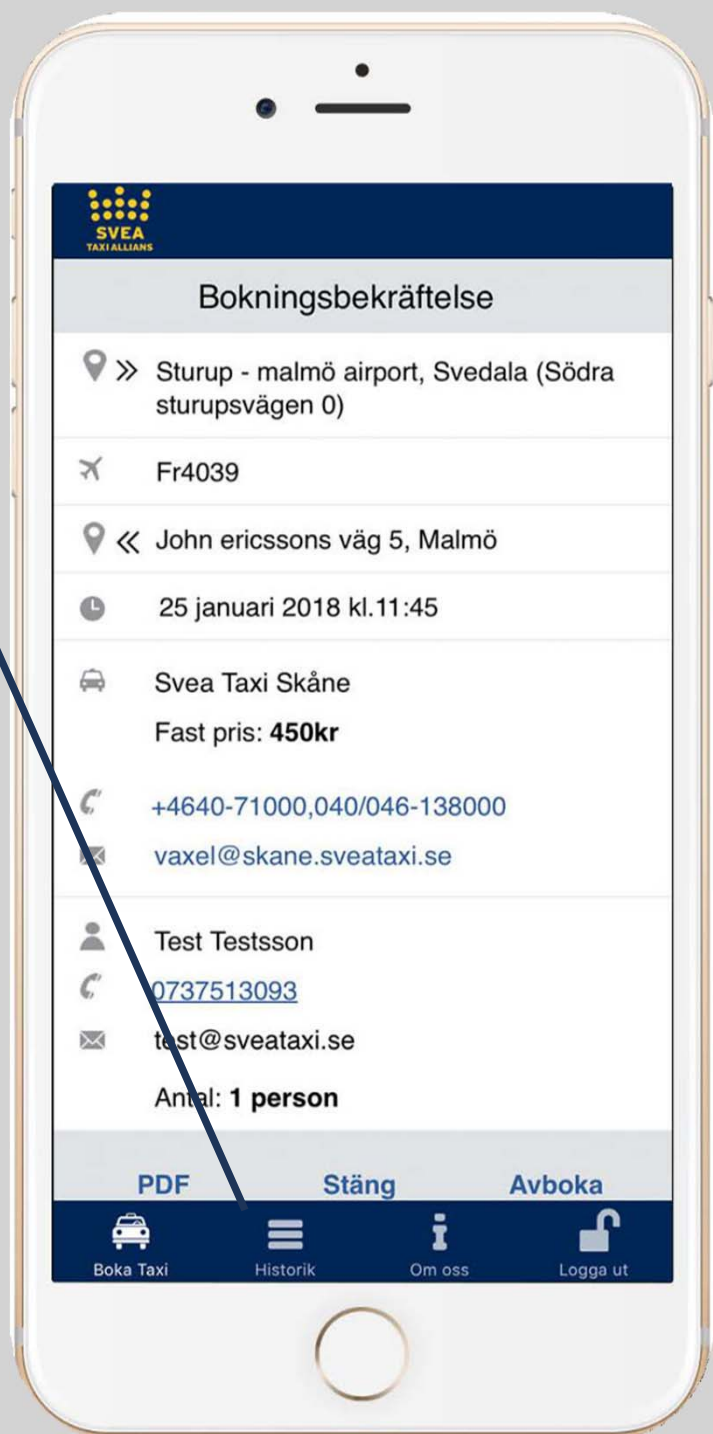 SVEA
TAXI ALLIANS
Bokningsbekräftelse
Sturup - malmö airport, Svedala (Södra
sturupsvägen 0)
Fr4039
John ericssons väg 5, Malmö
25 januari 2018 kl.11:45
Svea Taxi Skåne
Fast pris: 450kr
+4640-71000,040/046-138000
vaxel@skane.sveataxi.se
Test Testsson
0737513093
test@sveataxi.se
Antal: 1 person
PDF Stäng Avboka
Boka Taxi Historik Om oss Logga ut